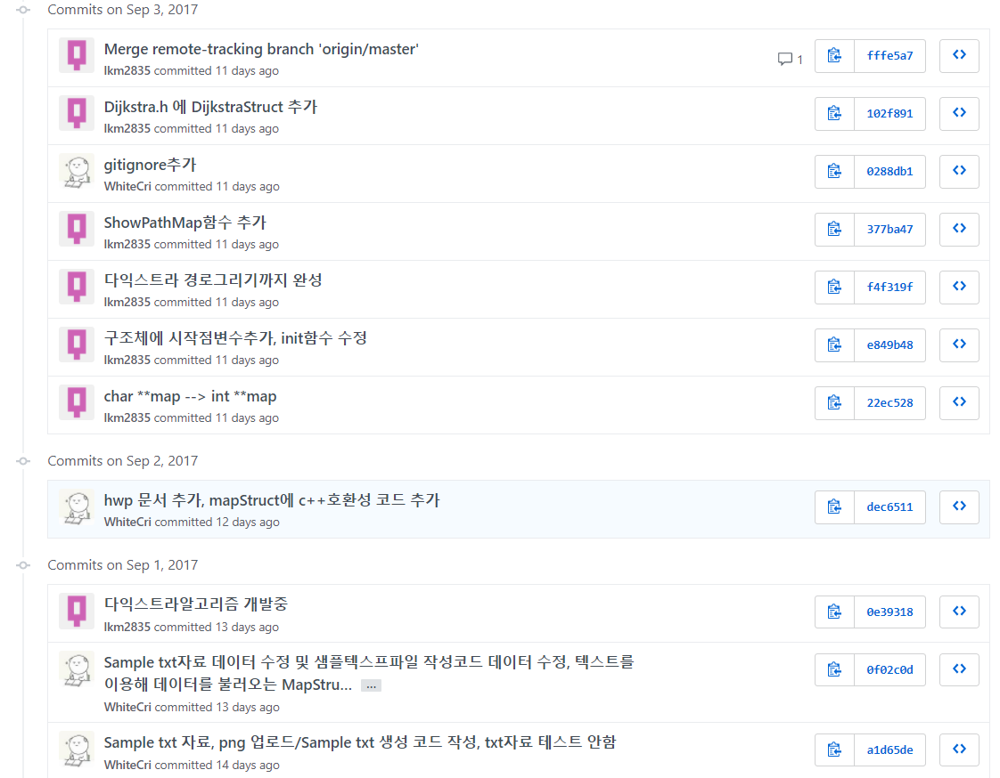 Commits on Sep 3, 2017
Merge remote-tracking branch 'origin/master'
lkm2835 committed 11 days ago
1
fffe5a7
Dijkstra.h 에 DijkstraStruct 추가
lkm2835 committed 11 days ago
102f891
gitignore추가
WhiteCri committed 11 days ago
0288db1
ShowPathMap함수 추가
lkm2835 committed 11 days ago
377ba47
다익스트라 경로그리기까지 완성
lkm2835 committed 11 days ago
f4f319f
구조체에 시작점변수추가, init함수 수정
lkm2835 committed 11 days ago
e849b48
char **map --> int **map
lkm2835 committed 11 days ago
22ec528
Commits on Sep 2, 2017
hwp 문서 추가, mapStruct에 c++호환성 코드 추가
WhiteCri committed 12 days ago
dec6511
Commits on Sep 1, 2017
다익스트라알고리즘 개발중
lkm2835 committed 13 days ago
0e39318
Sample txt자료 데이터 수정 및 샘플텍스프파일 작성코드 데이터 수정, 텍스트를
이용해 데이터를 불러오는 MapStru... …
WhiteCri committed 13 days ago
0f02c0d
Sample txt 자료, png 업로드/Sample txt 생성 코드 작성, txt자료 테스트 안함
WhiteCri committed 14 days ago
a1d65de